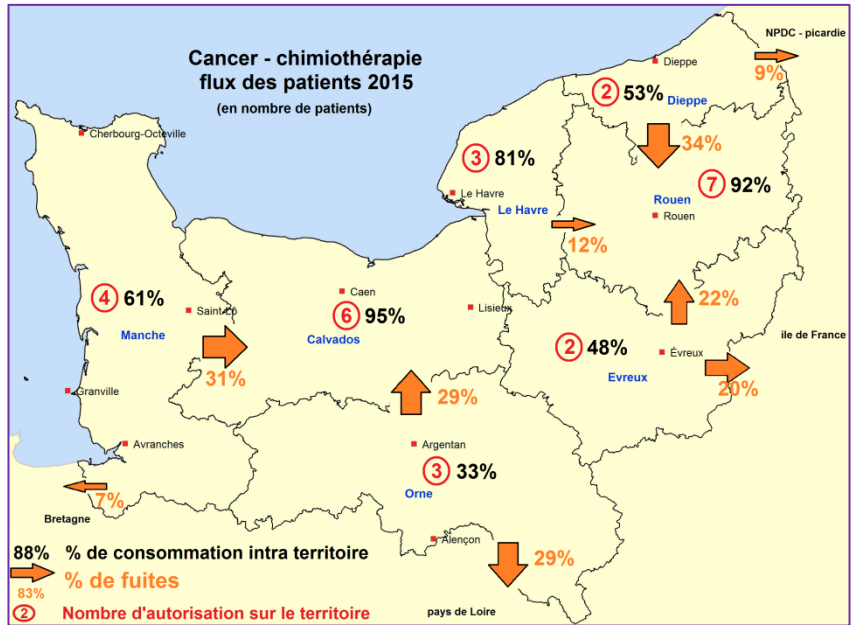 NPDC - picardie
Cancer - chimiothérapie
flux des patients 2015
(en nombre de patients)
Dieppe
9%
2 53%
Dieppe
Cherbourg-Octeville
34%
3 81%
7 92%
Le Havre
Rouen
Le Havre
Rouen
12%
4 61%
Caen
Saint-Lô
Lisieux
6 95%
22%
Manche
Calvados
ile de France
2 48%
Évreux
31%
Evreux
20%
Granville
29%
Avranches
Argentan
3 33%
Orne
7%
Bretagne
Alençon
29%
88% % de consommation intra territoire
% de fuites
83%
2 Nombre d'autorisation sur le territoire
pays de Loire